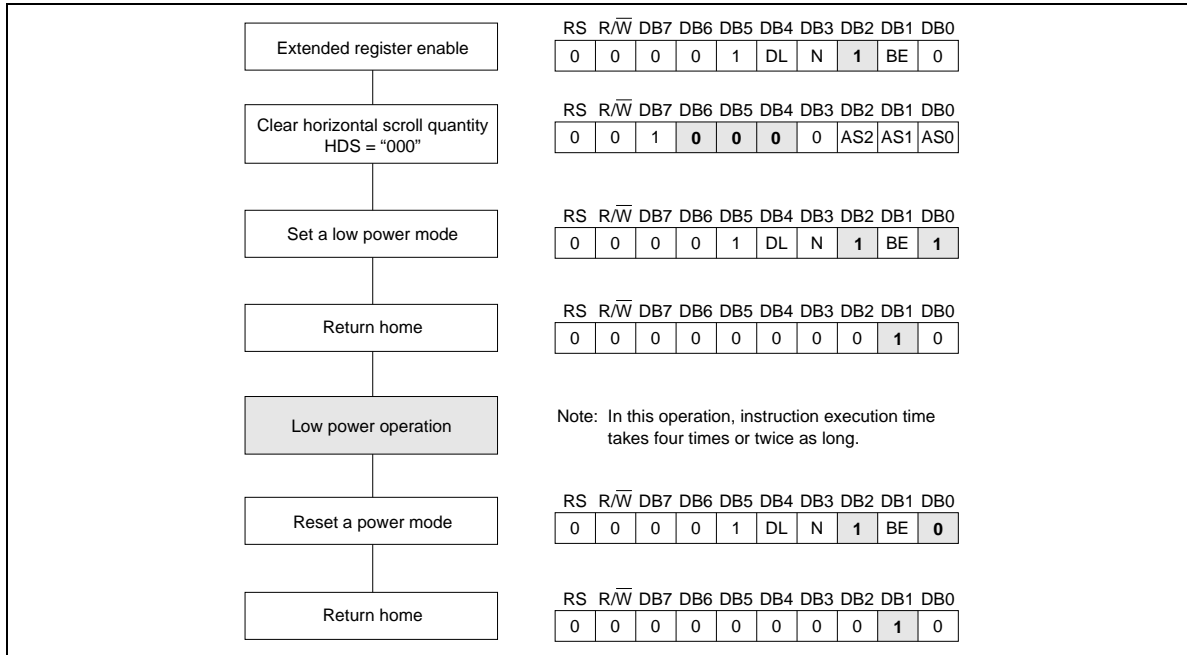 Extended register enable
RS R/W̅ DB7 DB6 DB5 DB4 DB3 DB2 DB1 DB0
0 0 0 0 1 DL N 1 BE 0
Clear horizontal scroll quantity
HDS = “000”
RS R/W̅ DB7 DB6 DB5 DB4 DB3 DB2 DB1 DB0
0 0 1 0 0 0 0 AS2 AS1 AS0
Set a low power mode
RS R/W̅ DB7 DB6 DB5 DB4 DB3 DB2 DB1 DB0
0 0 0 0 1 DL N 1 BE 1
Return home
RS R/W̅ DB7 DB6 DB5 DB4 DB3 DB2 DB1 DB0
0 0 0 0 0 0 0 0 1 0
Low power operation
Note: In this operation, instruction execution time
takes four times or twice as long.
Reset a power mode
RS R/W̅ DB7 DB6 DB5 DB4 DB3 DB2 DB1 DB0
0 0 0 0 1 DL N 1 BE 0
Return home
RS R/W̅ DB7 DB6 DB5 DB4 DB3 DB2 DB1 DB0
0 0 0 0 0 0 0 0 1 0